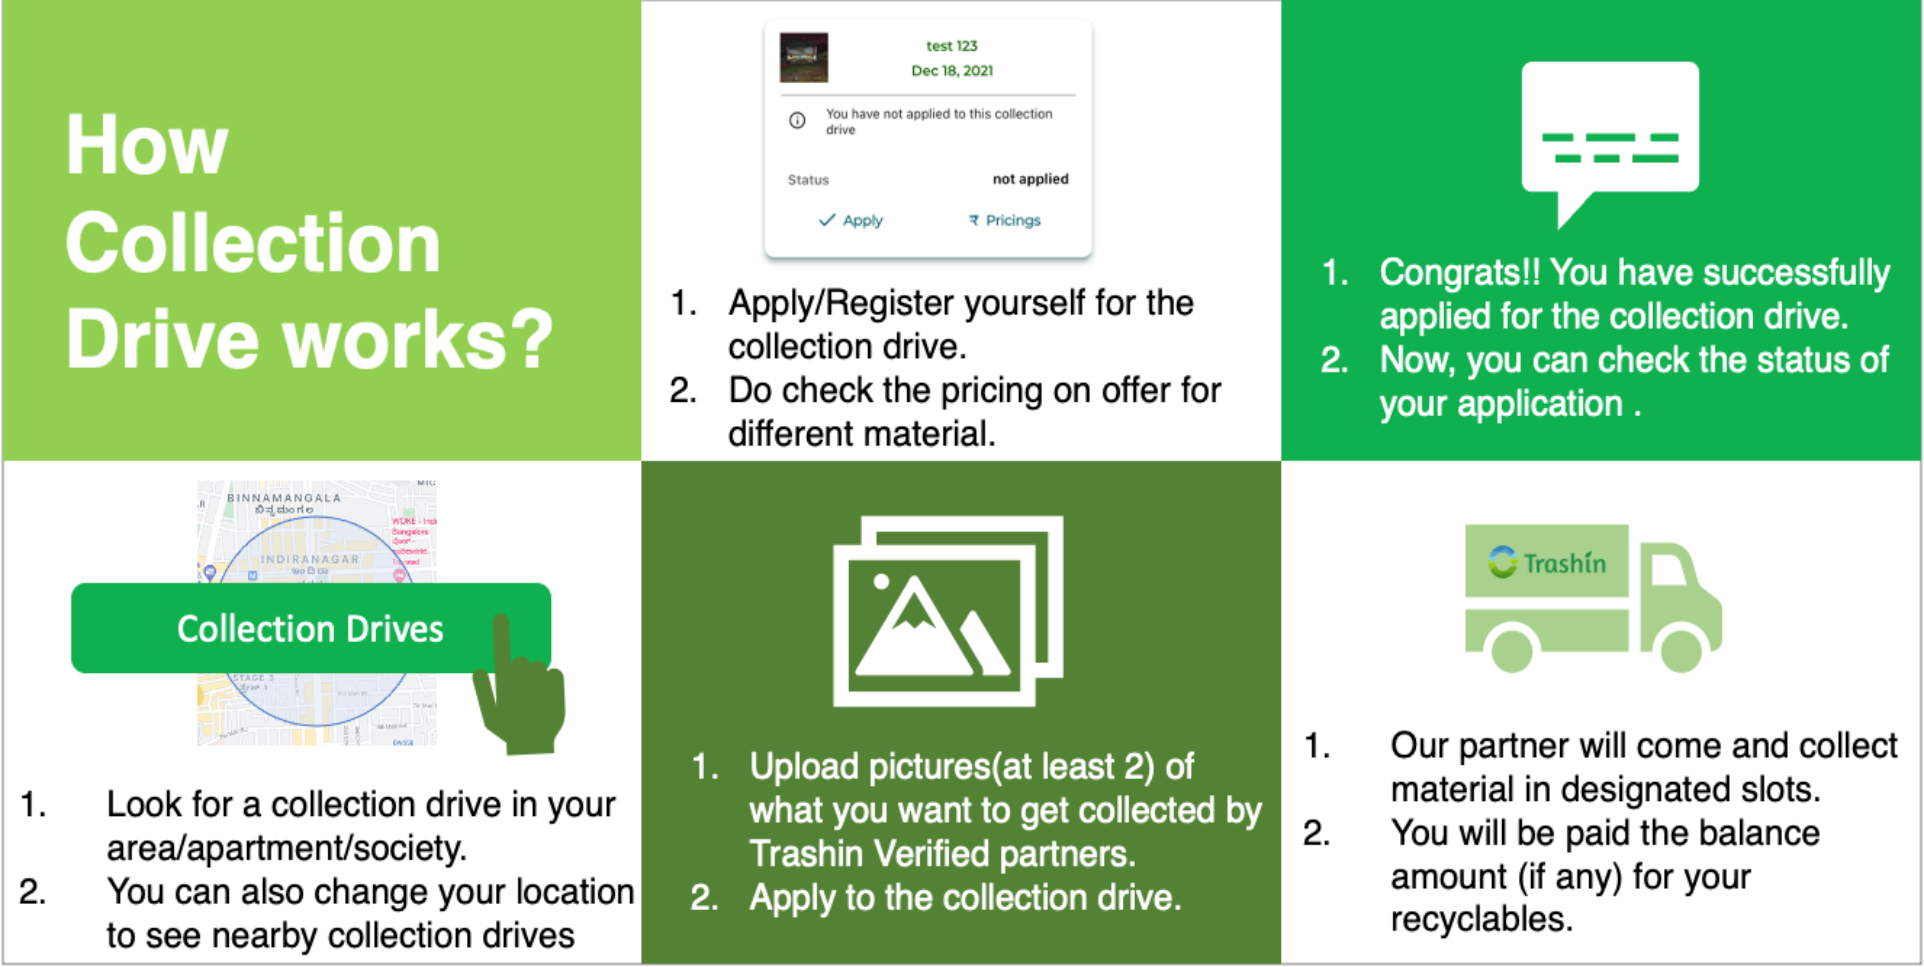 How
Collection
Drive works?
test 123
Dec 18, 2021
You have not applied to this collection
drive
Status not applied
Apply ₹ Pricings
1. Apply/Register yourself for the
collection drive.
2. Do check the pricing on offer for
different material.
1. Congrats!! You have successfully
applied for the collection drive.
2. Now, you can check the status of
your application .
BINNAMANGALA
INDIRANAGAR
Collection Drives
STAGE 3
1. Look for a collection drive in your
area/apartment/society.
2. You can also change your location
to see nearby collection drives
1. Upload pictures(at least 2) of
what you want to get collected by
Trashin Verified partners.
2. Apply to the collection drive.
Trashin
1. Our partner will come and collect
material in designated slots.
2. You will be paid the balance
amount (if any) for your
recyclables.